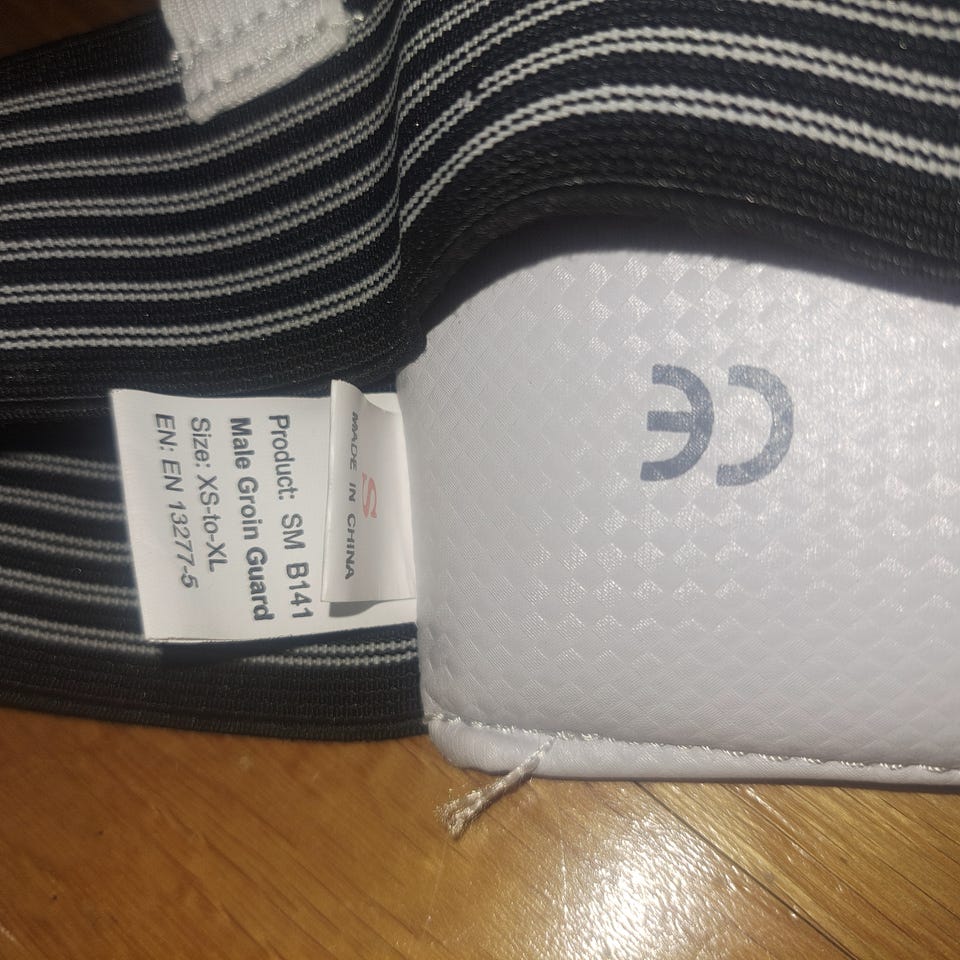 S
MADE IN CHINA
Product: SM B141
Male Groin Guard
Size: XS-to-XL
EN: EN 13277-5
CE